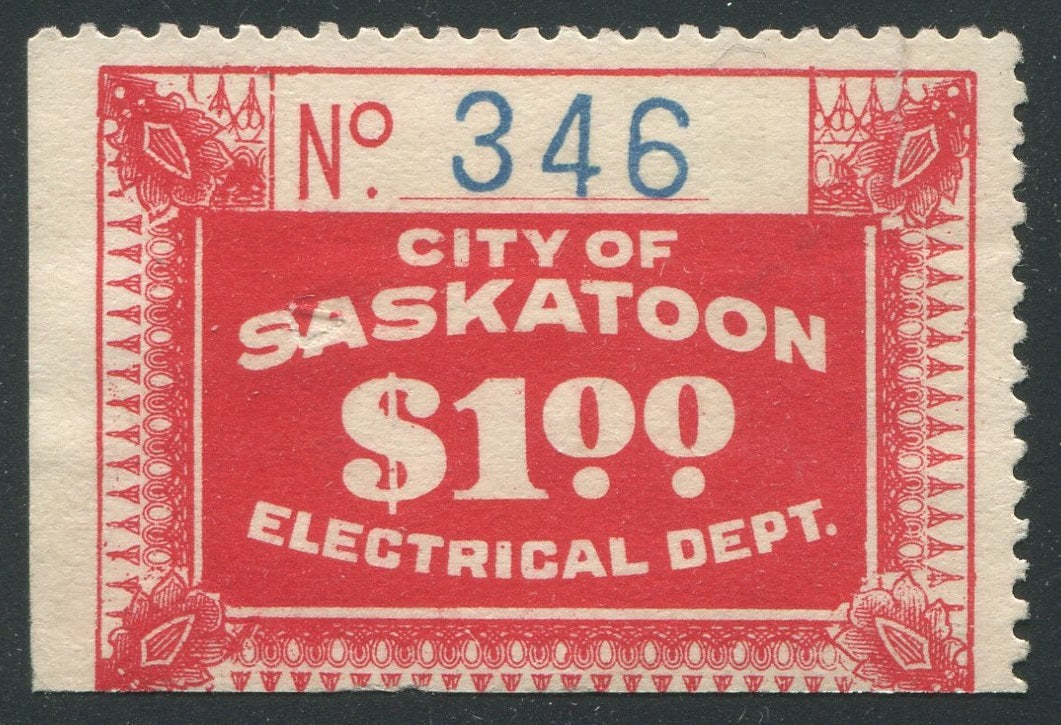 Nº. 346
CITY OF
SASKATOON
$1.00
ELECTRICAL DEPT.